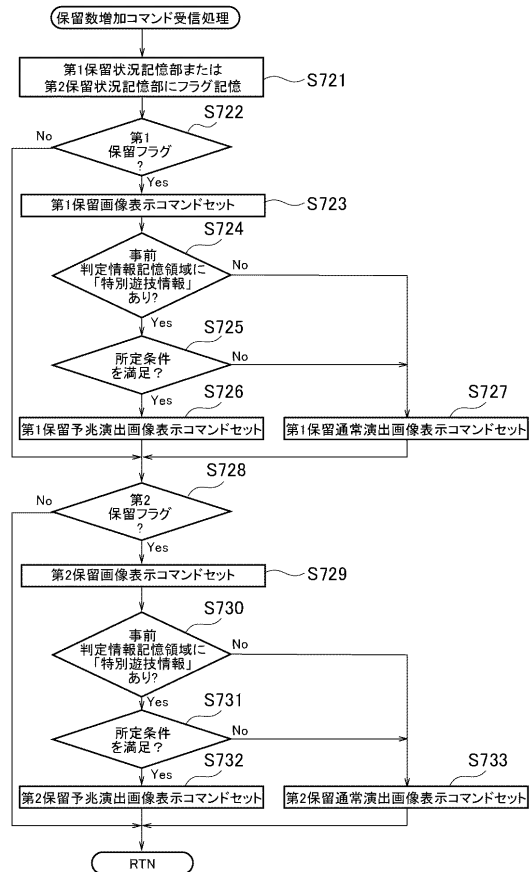 保留数増加コマンド受信処理
第1保留状況記憶部または
第2保留状況記憶部にフラグ記憶
S721
S722
No
第1
保留フラグ
?
Yes
第1保留画像表示コマンドセット
S723
S724
事前
判定情報記憶領域に
「特別遊技情報」
あり?
No
Yes
S725
所定条件
を満足?
No
Yes
S726
S727
第1保留予兆演出画像表示コマンドセット
第1保留通常演出画像表示コマンドセット
S728
No
第2
保留フラグ
?
Yes
第2保留画像表示コマンドセット
S729
S730
事前
判定情報記憶領域に
「特別遊技情報」
あり?
No
Yes
S731
所定条件
を満足?
No
Yes
S732
S733
第2保留予兆演出画像表示コマンドセット
第2保留通常演出画像表示コマンドセット
RTN